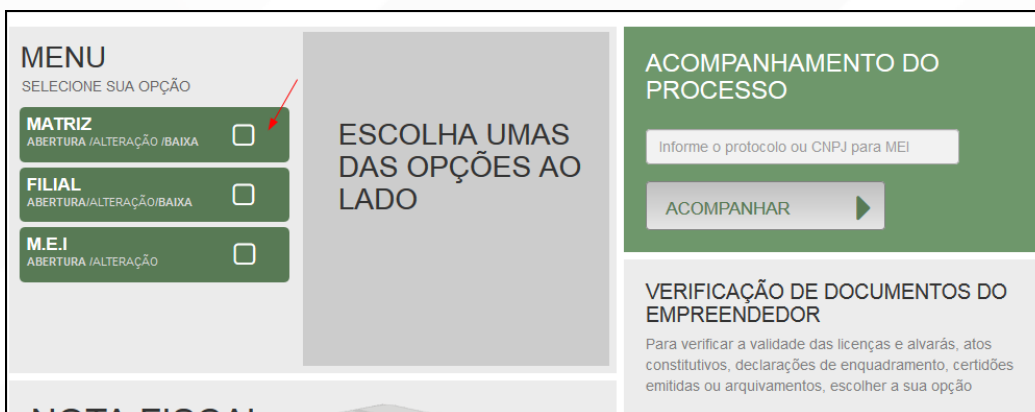 MENU
SELECIONE SUA OPÇÃO
MATRIZ
ABERTURA /ALTERAÇÃO /BAIXA
FILIAL
ABERTURA/ALTERAÇÃO/BAIXA
M.E.I
ABERTURA /ALTERAÇÃO
ESCOLHA UMAS
DAS OPÇÕES AO
LADO
ACOMPANHAMENTO DO
PROCESSO
Informe o protocolo ou CNPJ para MEI
ACOMPANHAR
VERIFICAÇÃO DE DOCUMENTOS DO
EMPREENDEDOR
Para verificar a validade das licenças e alvarás, atos
constitutivos, declarações de enquadramento, certidões
emitidas ou arquivamentos, escolher a sua opção
NOTA FISCAL